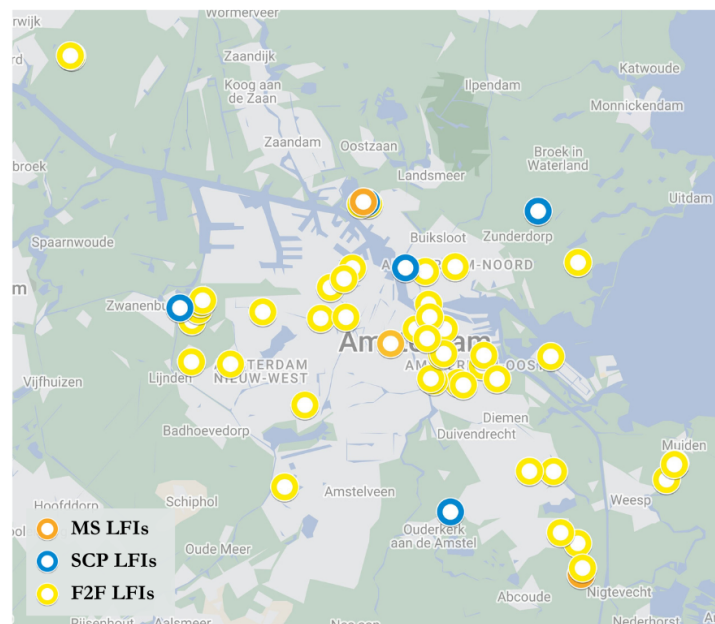 Wormerveer
Zaandijk
Koog aan
de Zaan
Ilpendam
Katwoude
Monnickendam
Zaandam
Oostzaan
Broek in
Waterland
Landsmeer
Uitdam
Spaarnwoude
Buiksloot
Zunderdorp
Amsterdam
Vijfhuizen
Lijnden
NIEUW-WEST
Badhoevedorp
Diemen
Duivendrecht
Muiden
Weesp
Schiphol
Amstelveen
Hoofddorp
Ouderkerk
aan de Amstel
Oude Meer
Abcoude
Nigtevecht
Nederhorst
Aalsmeer
MS LFIs
SCP LFIs
F2F LFIs